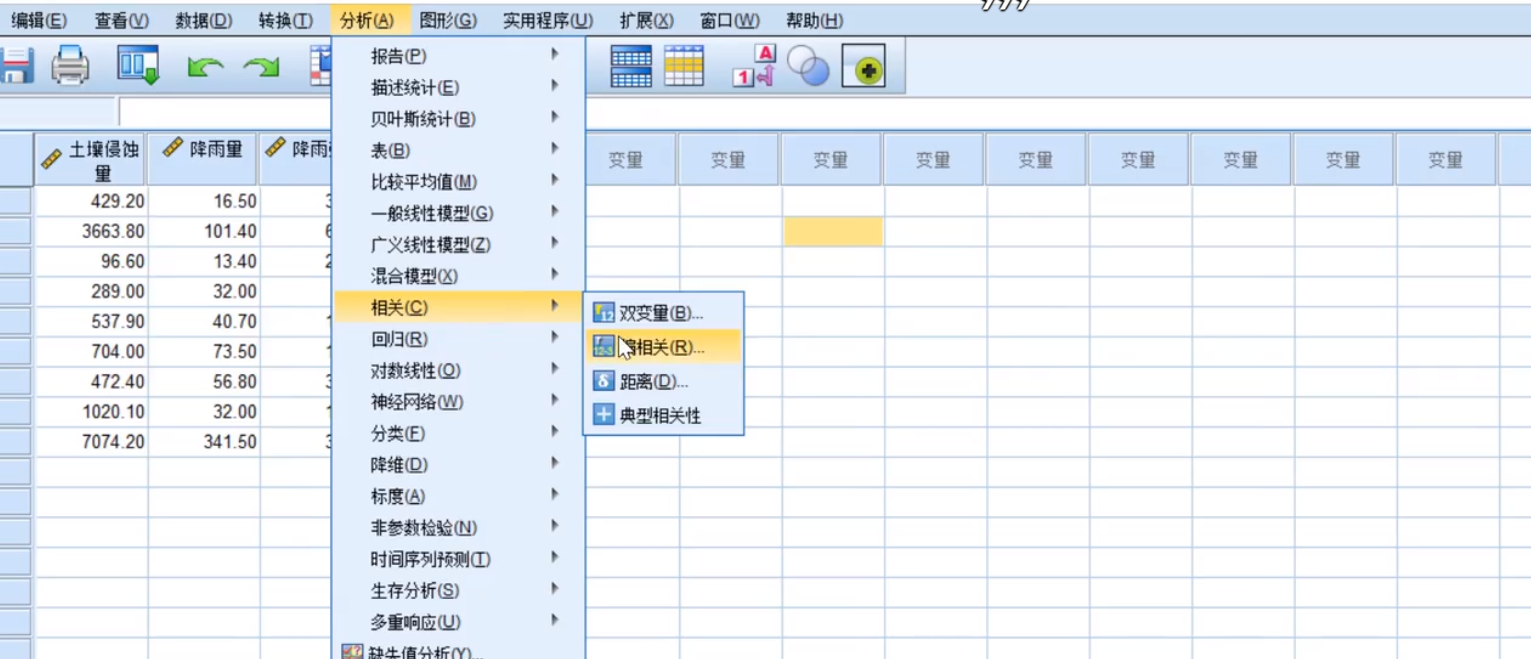 编辑(E) 查看(V) 数据(D) 转换(T) 分析(A) 图形(G) 实用程序(U) 扩展(X) 窗口(W) 帮助(H)
报告(P)
描述统计(E)
贝叶斯统计(B)
表(B)
比较平均值(M)
一般线性模型(G)
广义线性模型(Z)
混合模型(X)
相关(C)
回归(R)
对数线性(O)
神经网络(W)
分类(F)
降维(D)
标度(A)
非参数检验(N)
时间序列预测(T)
生存分析(S)
多重响应(U)
缺失值分析(Y)...
双变量(B)...
偏相关(R)...
距离(D)...
典型相关性
土壤侵蚀量 降雨量 降雨 变量 变量 变量 变量 变量 变量 变量 变量 变量
429.20 16.50
3663.80 101.40
96.60 13.40
289.00 32.00
537.90 40.70
704.00 73.50
472.40 56.80
1020.10 32.00
7074.20 341.50